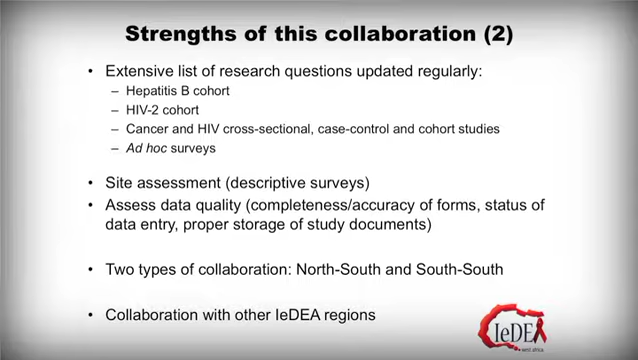 Strengths of this collaboration (2)
• Extensive list of research questions updated regularly:
– Hepatitis B cohort
– HIV-2 cohort
– Cancer and HIV cross-sectional, case-control and cohort studies
– Ad hoc surveys
• Site assessment (descriptive surveys)
• Assess data quality (completeness/accuracy of forms, status of
data entry, proper storage of study documents)
• Two types of collaboration: North-South and South-South
• Collaboration with other IeDEA regions
IeDEA
west africa